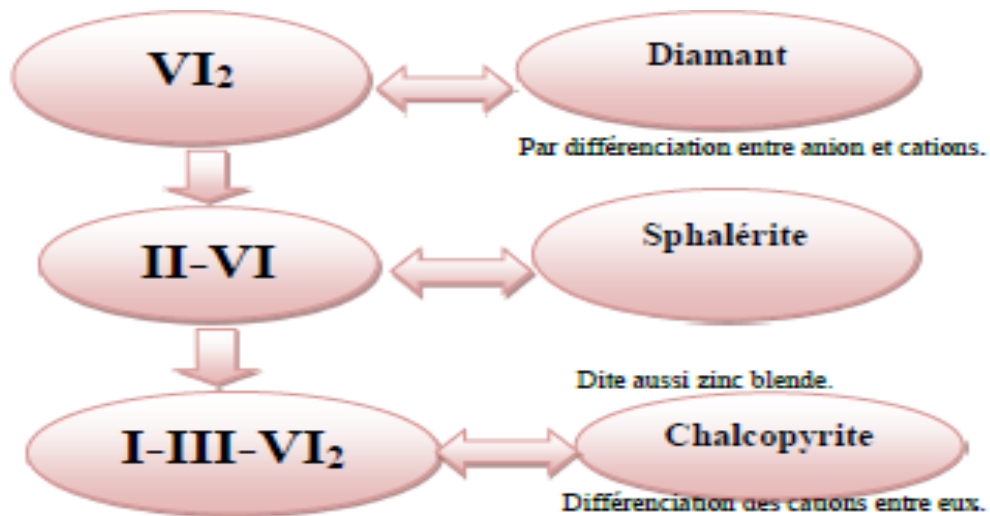 VI₂
Diamant
Par différenciation entre anion et cations.
II-VI
Sphalérite
Dite aussi zinc blende.
I-III-VI₂
Chalcopyrite
Différenciation des cations entre eux.